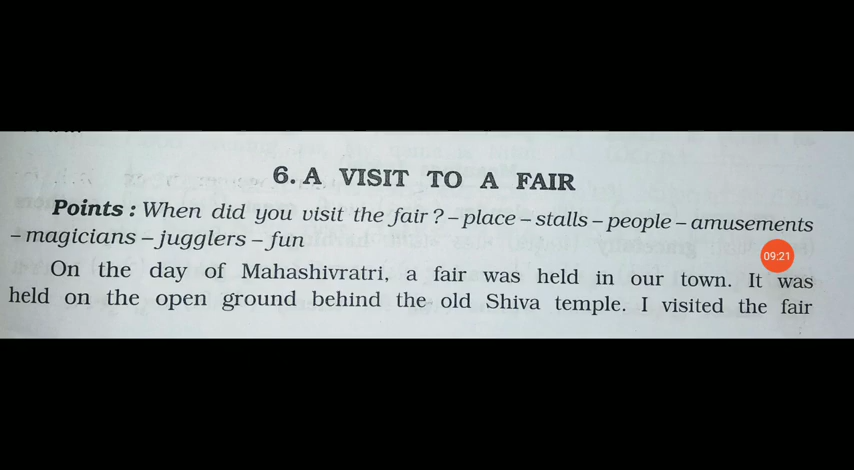 6. A VISIT TO A FAIR
Points : When did you visit the fair ? – place – stalls – people – amusements
– magicians – jugglers – fun
09:21
On the day of Mahashivratri, a fair was held in our town. It was
held on the open ground behind the old Shiva temple. I visited the fair